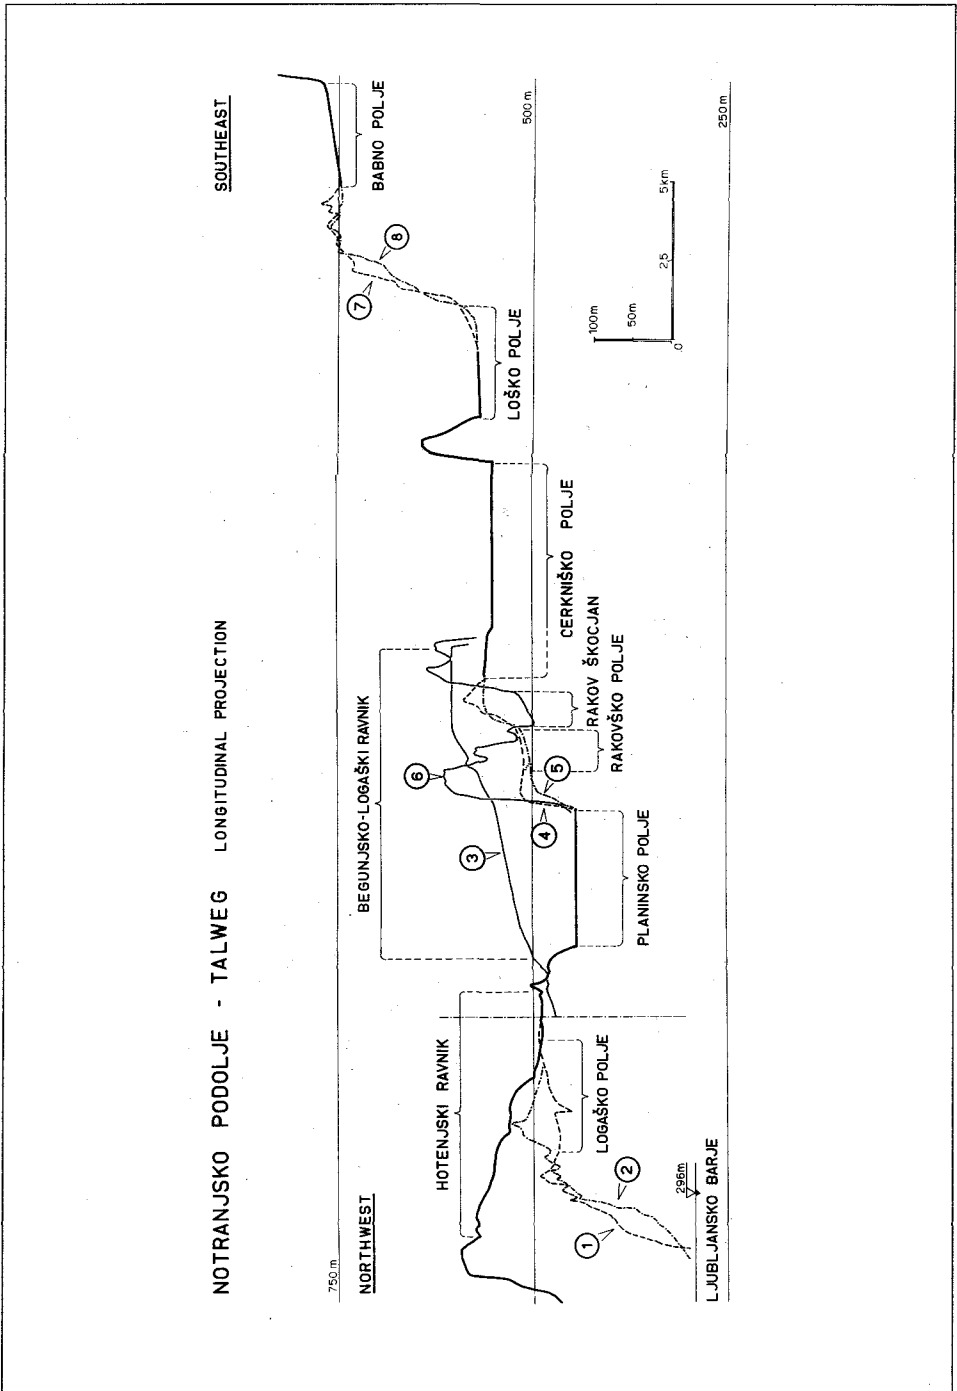 NOTRANJSKO PODOLJE - TALWEG LONGITUDINAL PROJECTION
750 m
NORTHWEST
SOUTHEAST
HOTENJSKI RAVNIK
BEGUNJSKO-LOGAŠKI RAVNIK
BABNO POLJE
7
8
6
3
4
5
LOŠKO POLJE
500 m
CERKNIŠKO POLJE
RAKOV ŠKOCJAN
RAKOVŠKO POLJE
PLANINSKO POLJE
LOGAŠKO POLJE
1
2
100m
50m
0
2,5
5km
296m
LJUBLJANSKO BARJE
250 m